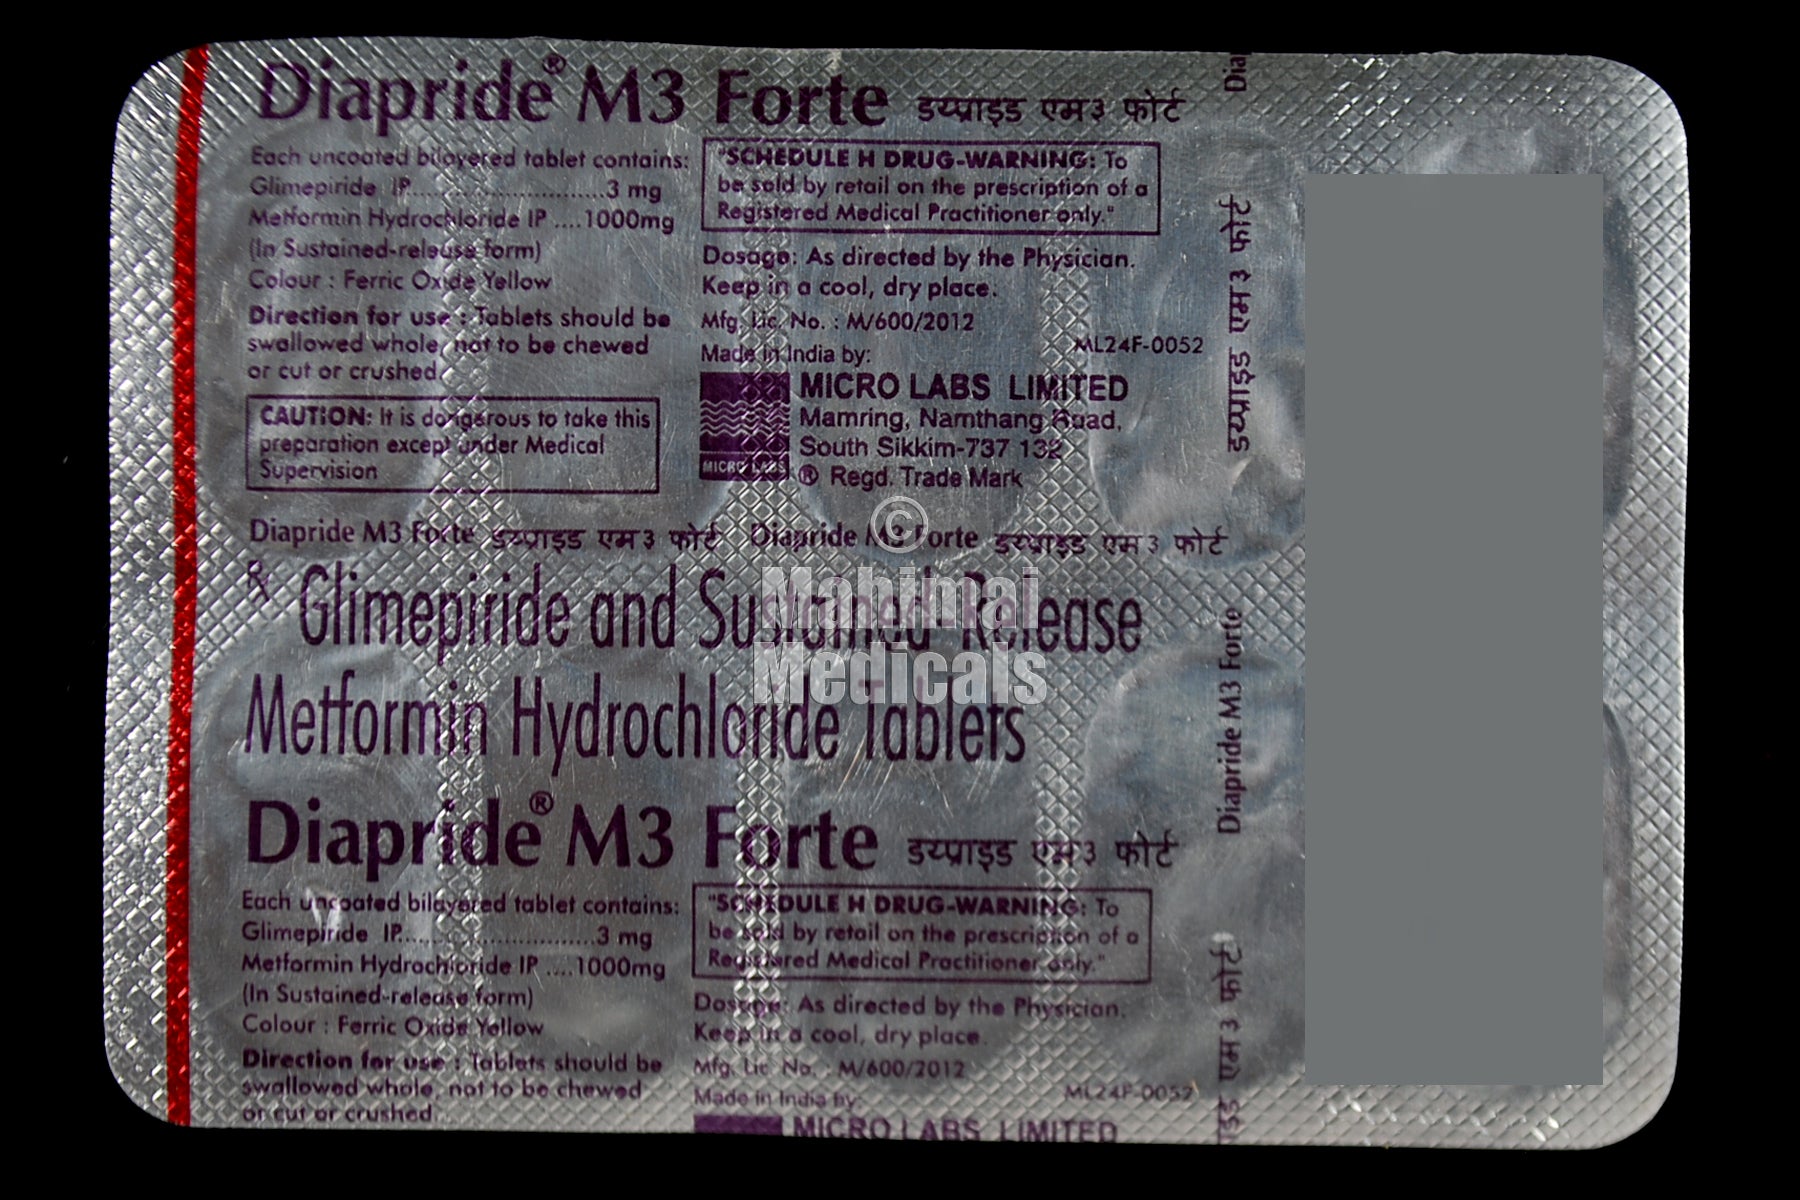 Diapride® M3 Forte डय्प्राइड एम३ फोर्ट
Each uncoated bilayered tablet contains:
Glimepiride IP..........................3 mg
Metformin Hydrochloride IP ....1000mg
(In Sustained-release form)
Colour : Ferric Oxide Yellow
Direction for use : Tablets should be
swallowed whole, not to be chewed
or cut or crushed.
CAUTION: It is dangerous to take this
preparation except under Medical
Supervision
"SCHEDULE H DRUG-WARNING: To
be sold by retail on the prescription of a
Registered Medical Practitioner only."
Dosage: As directed by the Physician.
Keep in a cool, dry place.
Mfg. Lic. No. : M/600/2012
ML24F-0052
Made in India by:
MICRO LABS LIMITED
Mamring, Namthang Road,
South Sikkim-737 132
® Regd. Trade Mark
MICRO LABS
Diapride M3 Forte डय्प्राइड एम३ फोर्ट Diapride M3 Forte डय्प्राइड एम३ फोर्ट
℞ Glimepiride and Sustained-Release
Metformin Hydrochloride Tablets
©
Mahimai
Medicals
Diapride® M3 Forte डय्प्राइड एम३ फोर्ट
Each uncoated bilayered tablet contains:
Glimepiride IP..........................3 mg
Metformin Hydrochloride IP ....1000mg
(In Sustained-release form)
Colour : Ferric Oxide Yellow
Direction for use : Tablets should be
swallowed whole, not to be chewed
or cut or crushed.
"SCHEDULE H DRUG-WARNING: To
be sold by retail on the prescription of a
Registered Medical Practitioner only."
Dosage: As directed by the Physician.
Keep in a cool, dry place.
Mfg. Lic. No. : M/600/2012
ML24F-0052
Made in India by:
MICRO LABS LIMITED
Dia
डय्प्राइड एम३ फोर्ट
Diapride M3 Forte
इड एम३ फोर्ट